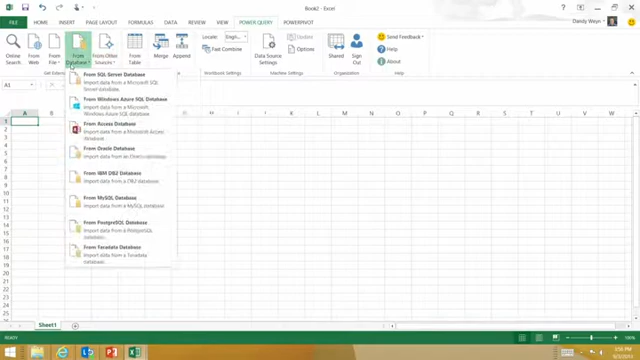 Book2 - Excel
FILE HOME INSERT PAGE LAYOUT FORMULAS DATA REVIEW VIEW POWER QUERY POWERPIVOT
Dandy Weyn
Online Search
From Web
From File
From Database
From Other Sources
From Table
Merge
Append
Locale: Englis...
Fast Combine
Data Source Settings
Options
Shared
Sign Out
Send Feedback
Help
About
Get External
Workbook Settings
Machine Settings
Help
A1
A B
S T U V W
From SQL Server Database
Import data from a Microsoft SQL
Server database.
From Windows Azure SQL Database
Import data from a Microsoft
Windows Azure SQL database.
From Access Database
Import data from a Microsoft Access
database.
From Oracle Database
Import data from an Oracle database.
From IBM DB2 Database
Import data from a DB2 database.
From MySQL Database
Import data from a MySQL database.
From PostgreSQL Database
Import data from a PostgreSQL
database.
From Teradata Database
Import data from a Teradata
database.
Sheet1
READY